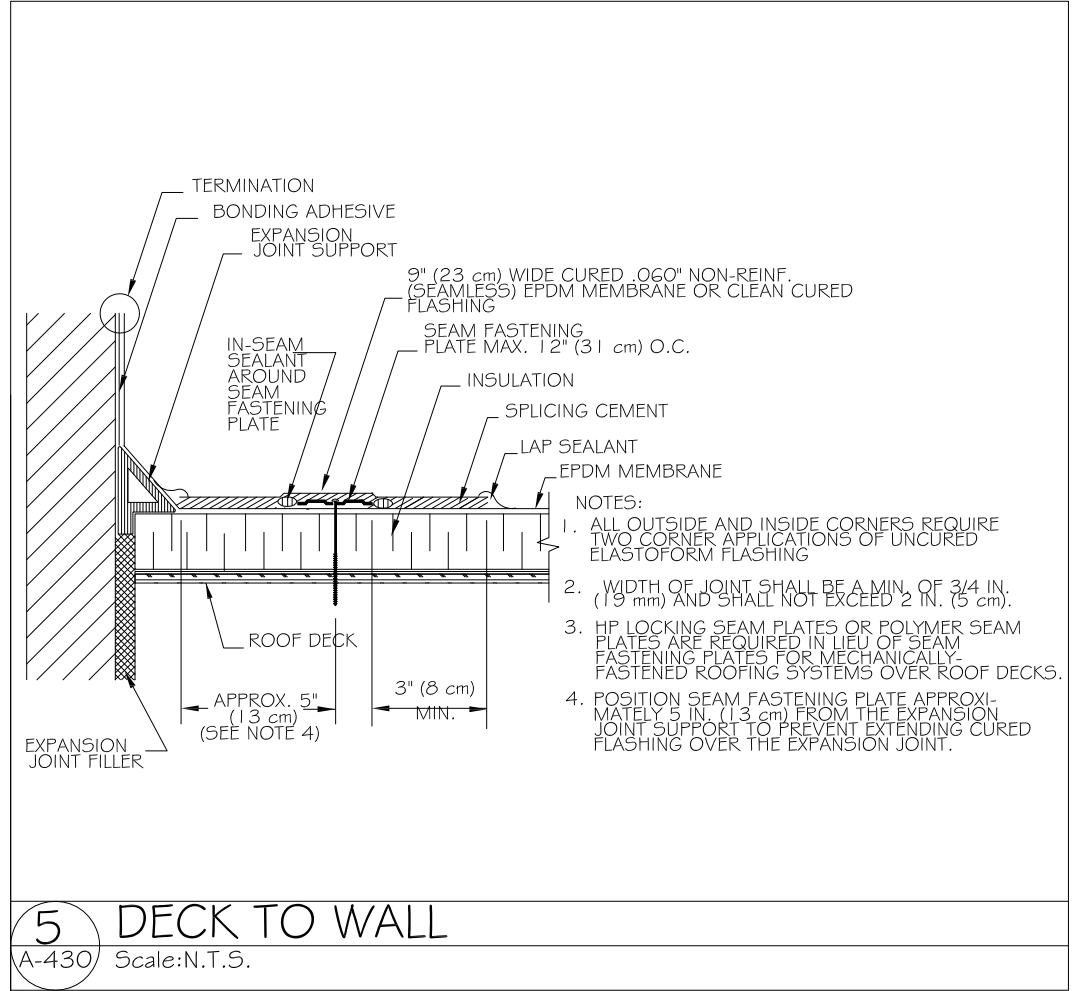 TERMINATION
BONDING ADHESIVE
EXPANSION
JOINT SUPPORT
9" (23 cm) WIDE CURED .060" NON-REINF.
(SEAMLESS) EPDM MEMBRANE OR CLEAN CURED
FLASHING
SEAM FASTENING
PLATE MAX. 12" (31 cm) O.C.
IN-SEAM
SEALANT
AROUND
SEAM
FASTENING
PLATE
INSULATION
SPLICING CEMENT
LAP SEALANT
EPDM MEMBRANE
NOTES:
1. ALL OUTSIDE AND INSIDE CORNERS REQUIRE
TWO CORNER APPLICATIONS OF UNCURED
ELASTOFORM FLASHING
2. WIDTH OF JOINT SHALL BE A MIN. OF 3/4 IN.
(19 mm) AND SHALL NOT EXCEED 2 IN. (5 cm).
3. HP LOCKING SEAM PLATES OR POLYMER SEAM
PLATES ARE REQUIRED IN LIEU OF SEAM
FASTENING PLATES FOR MECHANICALLY-
FASTENED ROOFING SYSTEMS OVER ROOF DECKS.
4. POSITION SEAM FASTENING PLATE APPROXI-
MATELY 5 IN. (13 cm) FROM THE EXPANSION
JOINT SUPPORT TO PREVENT EXTENDING CURED
FLASHING OVER THE EXPANSION JOINT.
ROOF DECK
APPROX. 5"
(13 cm)
(SEE NOTE 4)
3" (8 cm)
MIN.
EXPANSION
JOINT FILLER
5
A-430
DECK TO WALL
Scale:N.T.S.